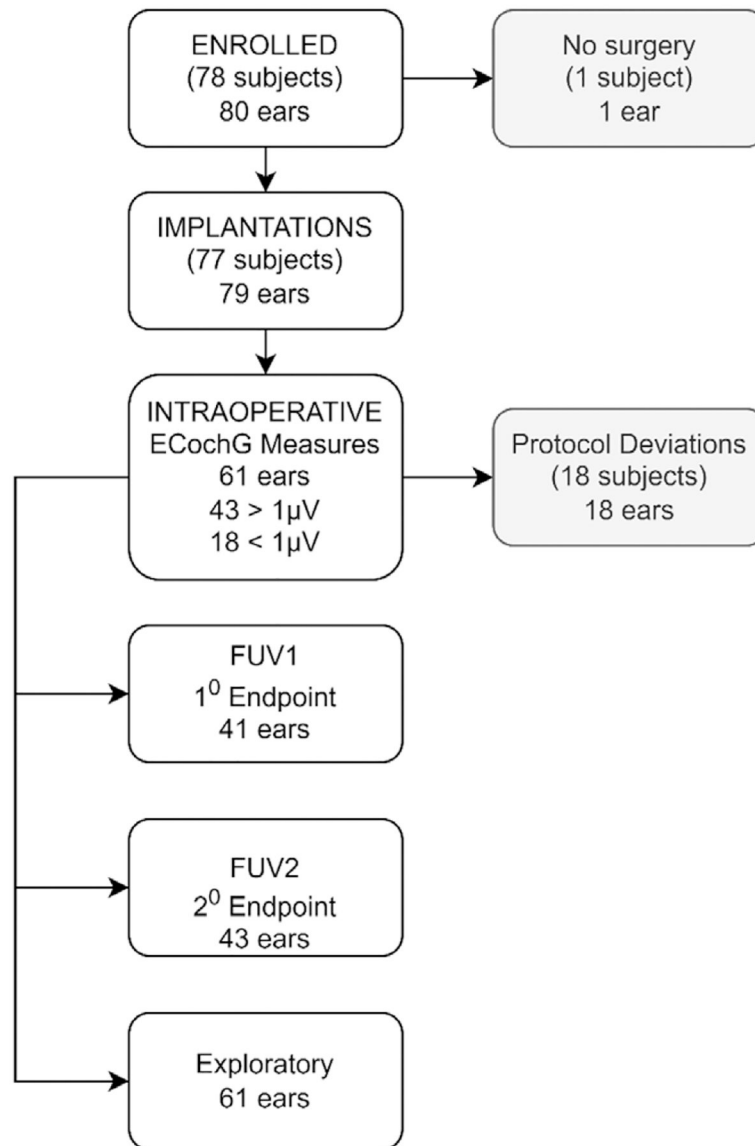 ENROLLED
(78 subjects)
80 ears
No surgery
(1 subject)
1 ear
IMPLANTATIONS
(77 subjects)
79 ears
INTRAOPERATIVE
ECochG Measures
61 ears
43 > 1µV
18 < 1µV
Protocol Deviations
(18 subjects)
18 ears
FUV1
1⁰ Endpoint
41 ears
FUV2
2⁰ Endpoint
43 ears
Exploratory
61 ears